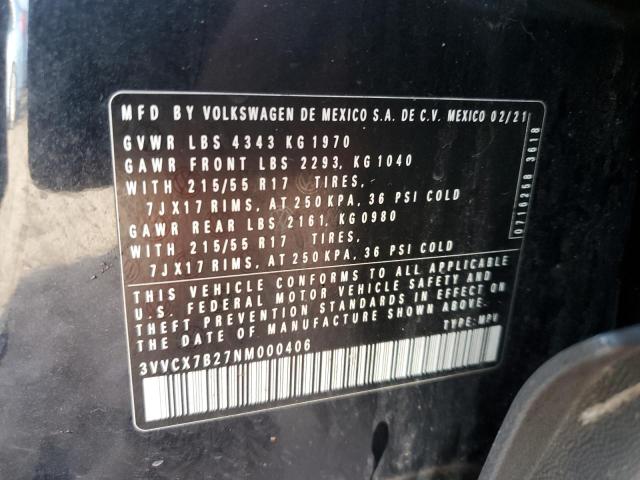 MFD BY VOLKSWAGEN DE MEXICO S.A. DE C.V. MEXICO 02/21
GVWR LBS 4343 KG 1970
GAWR FRONT LBS 2293, KG 1040
WITH 215/55 R17 TIRES,
7JX17 RIMS, AT 250 KPA, 36 PSI COLD
GAWR REAR LBS 2161, KG 0980
WITH 215/55 R17 TIRES,
7JX17 RIMS, AT 250 KPA, 36 PSI COLD
THIS VEHICLE CONFORMS TO ALL APPLICABLE
U.S. FEDERAL MOTOR VEHICLE SAFETY AND
THEFT PREVENTION STANDARDS IN EFFECT ON
THE DATE OF MANUFACTURE SHOWN ABOVE.
TYPE: MPV
3VVCX7B27NM000406
0716258 3618